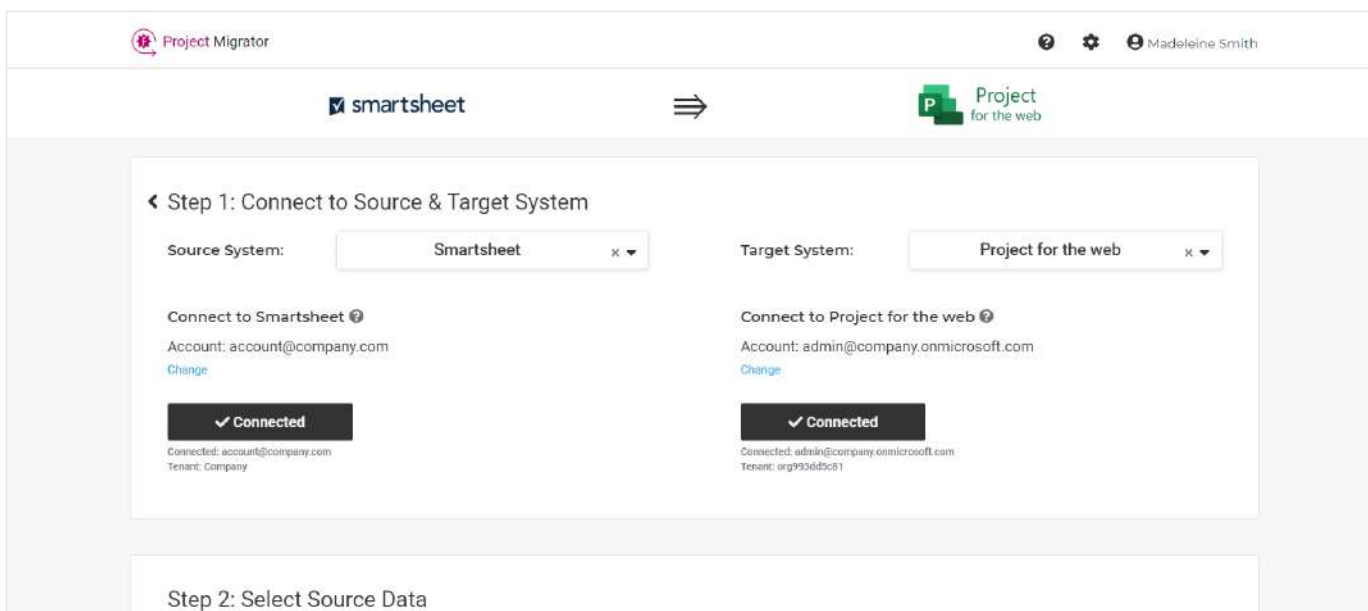 Project Migrator
Madeleine Smith
smartsheet
Project
for the web
P
Step 1: Connect to Source & Target System
Source System:
Smartsheet
Target System:
Project for the web
Connect to Smartsheet
Account: account@company.com
Change
Connected
Connected: account@company.com
Tenant: Company
Connect to Project for the web
Account: admin@company.onmicrosoft.com
Change
Connected
Connected: admin@company.onmicrosoft.com
Tenant: org993dd5c81
Step 2: Select Source Data